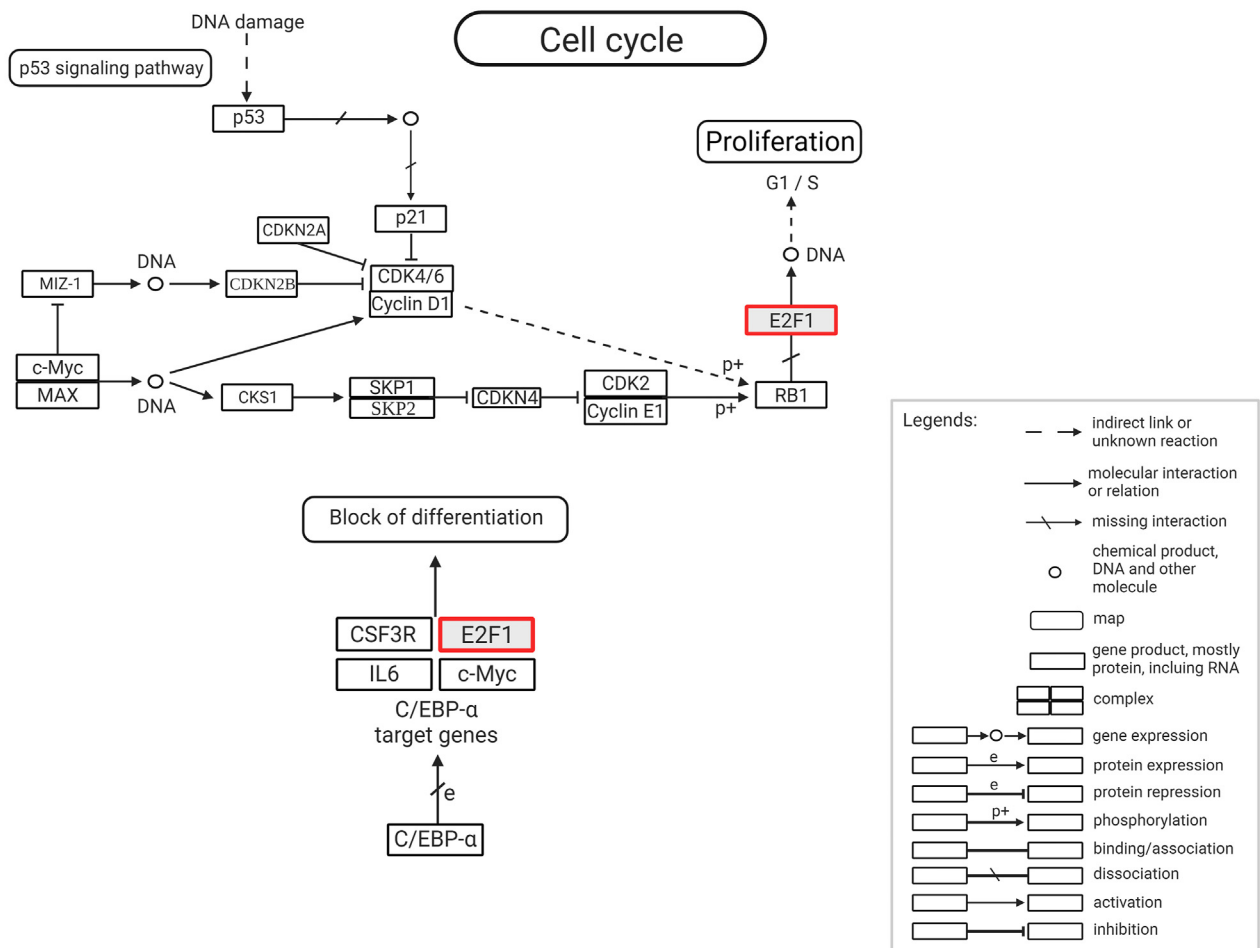 DNA damage
Cell cycle
p53 signaling pathway
p53
Proliferation
G1 / S
p21
CDKN2A
DNA
DNA
MIZ-1
CDKN2B
CDK4/6
Cyclin D1
E2F1
c-Myc
MAX
DNA
CKS1
SKP1
SKP2
CDKN4
CDK2
Cyclin E1
p+
p+
RB1
Block of differentiation
CSF3R
E2F1
IL6
c-Myc
C/EBP-α
target genes
e
C/EBP-α
Legends:
indirect link or
unknown reaction
molecular interaction
or relation
missing interaction
chemical product,
DNA and other
molecule
map
gene product, mostly
protein, incluing RNA
complex
gene expression
e
protein expression
e
protein repression
p+
phosphorylation
binding/association
dissociation
activation
inhibition